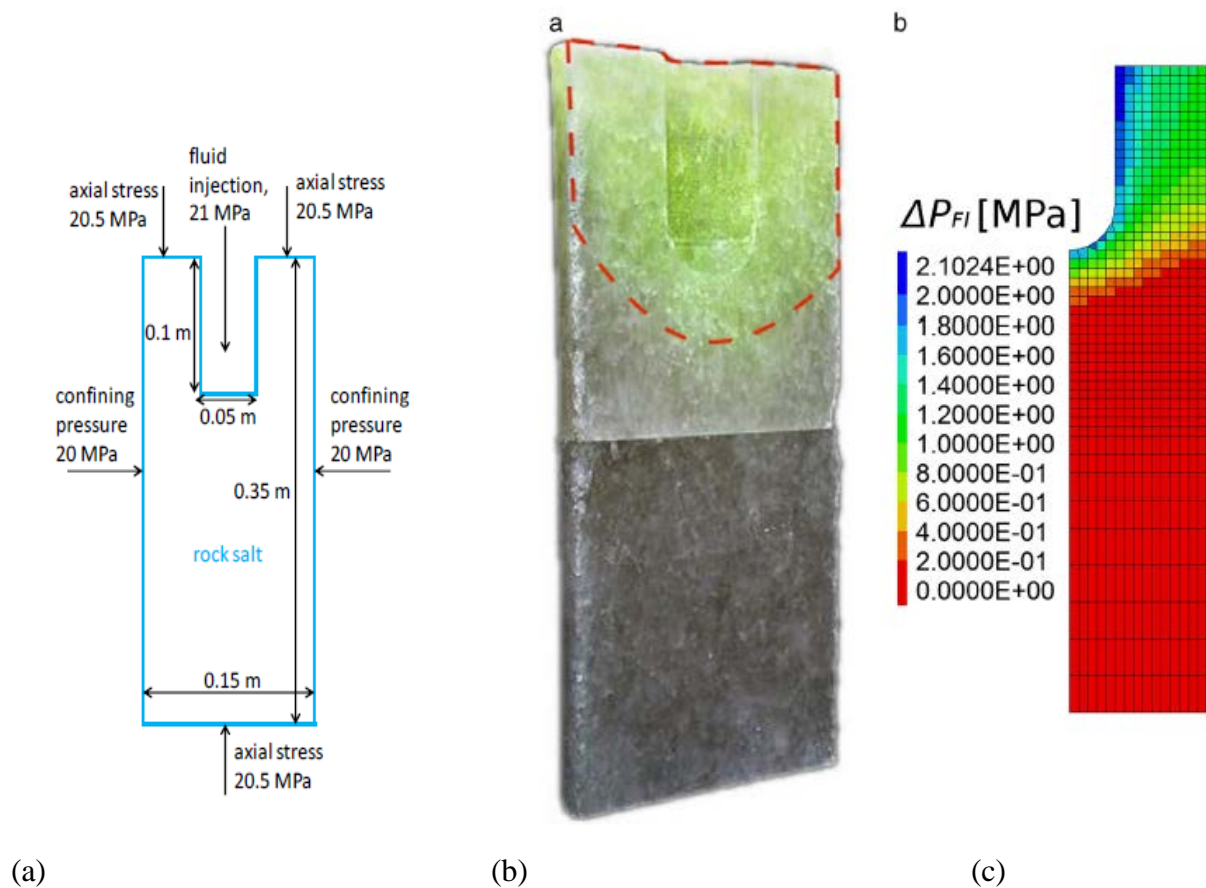 a
b
fluid
injection,
21 MPa
axial stress
20.5 MPa
axial stress
20.5 MPa
0.1 m
0.05 m
confining
pressure
20 MPa
confining
pressure
20 MPa
0.35 m
rock salt
0.15 m
axial stress
20.5 MPa
ΔP_FI [MPa]
2.1024E+00
2.0000E+00
1.8000E+00
1.6000E+00
1.4000E+00
1.2000E+00
1.0000E+00
8.0000E-01
6.0000E-01
4.0000E-01
2.0000E-01
0.0000E+00
(a)
(b)
(c)